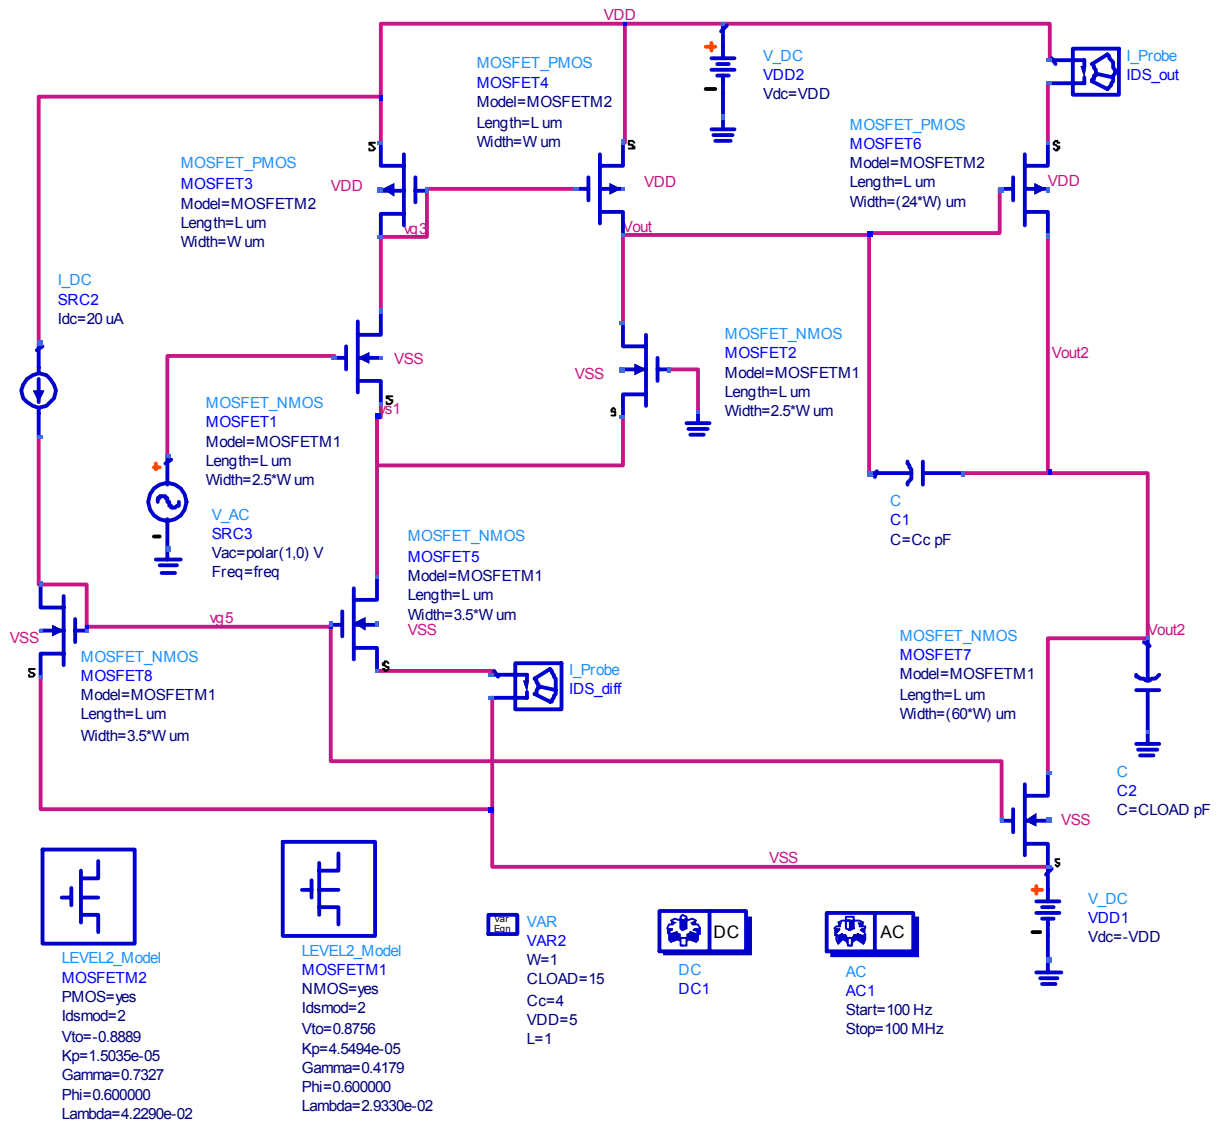 VDD
V_DC
VDD2
Vdc=VDD
I_Probe
IDS_out
MOSFET_PMOS
MOSFET4
Model=MOSFETM2
Length=L um
Width=W um
MOSFET_PMOS
MOSFET6
Model=MOSFETM2
Length=L um
Width=(24*W) um
MOSFET_PMOS
MOSFET3
Model=MOSFETM2
Length=L um
Width=W um
S
S
S
VDD
VDD
VDD
vg3
Vout
I_DC
SRC2
Idc=20 uA
VSS
VSS
MOSFET_NMOS
MOSFET2
Model=MOSFETM1
Length=L um
Width=2.5*W um
Vout2
MOSFET_NMOS
MOSFET1
Model=MOSFETM1
Length=L um
Width=2.5*W um
S
vs1
S
V_AC
SRC3
Vac=polar(1,0) V
Freq=freq
C
C1
C=Cc pF
MOSFET_NMOS
MOSFET5
Model=MOSFETM1
Length=L um
Width=3.5*W um
VSS
vg5
VSS
S
S
MOSFET_NMOS
MOSFET8
Model=MOSFETM1
Length=L um
Width=3.5*W um
I_Probe
IDS_diff
MOSFET_NMOS
MOSFET7
Model=MOSFETM1
Length=L um
Width=(60*W) um
Vout2
C
C2
C=CLOAD pF
VSS
VSS
S
V_DC
VDD1
Vdc=-VDD
LEVEL2_Model
MOSFETM2
PMOS=yes
Idsmod=2
Vto=-0.8889
Kp=1.5035e-05
Gamma=0.7327
Phi=0.600000
Lambda=4.2290e-02
LEVEL2_Model
MOSFETM1
NMOS=yes
Idsmod=2
Vto=0.8756
Kp=4.5494e-05
Gamma=0.4179
Phi=0.600000
Lambda=2.9330e-02
Var
Eqn
VAR
VAR2
W=1
CLOAD=15
Cc=4
VDD=5
L=1
DC
DC
DC1
AC
AC
AC1
Start=100 Hz
Stop=100 MHz